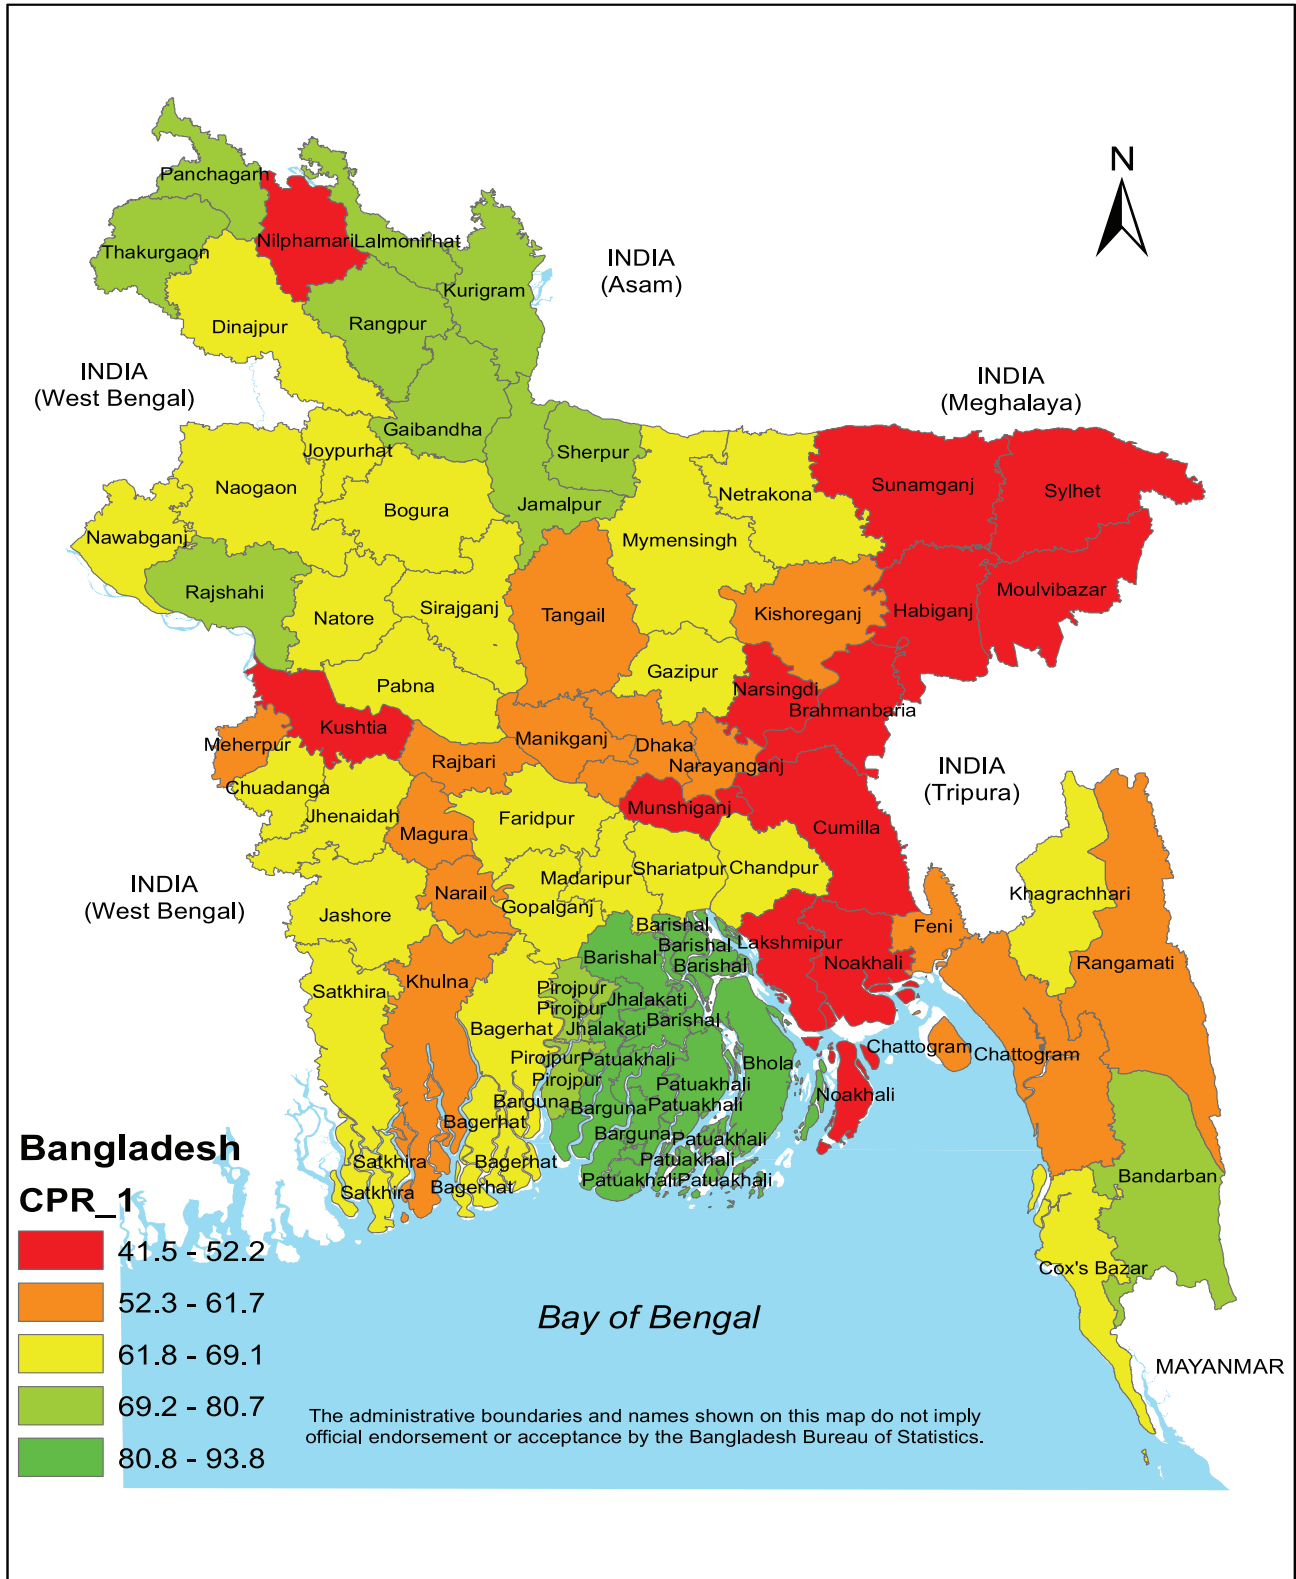 N
Panchagarh
Thakurgaon
Nilphamari
Lalmonirhat
INDIA
(Asam)
Kurigram
Dinajpur
Rangpur
INDIA
(West Bengal)
INDIA
(Meghalaya)
Gaibandha
Joypurhat
Sherpur
Naogaon
Bogura
Jamalpur
Netrakona
Sunamganj
Sylhet
Nawabganj
Mymensingh
Rajshahi
Natore
Sirajganj
Tangail
Kishoreganj
Habiganj
Moulvibazar
Pabna
Gazipur
Narsingdi
Brahmanbaria
Kushtia
Meherpur
Rajbari
Manikganj
Dhaka
Narayanganj
INDIA
(Tripura)
Chuadanga
Jhenaidah
Magura
Faridpur
Munshiganj
Cumilla
INDIA
(West Bengal)
Jashore
Narail
Madaripur
Gopalganj
Shariatpur
Chandpur
Khagrachhari
Barishal
Barishal
Barishal
Barishal
Lakshmipur
Noakhali
Feni
Rangamati
Satkhira
Khulna
Bagerhat
Pirojpur
Pirojpur
Jhalakati
Jhalakati
Barishal
Pirojpur
Patuakhali
Bhola
Chattogram
Chattogram
Pirojpur
Patuakhali
Noakhali
Barguna
Barguna
Patuakhali
Bagerhat
Barguna
Patuakhali
Satkhira
Bagerhat
Patuakhali
Satkhira
Bagerhat
Patuakhali
Patuakhali
Bandarban
Cox's Bazar
Bay of Bengal
MAYANMAR
Bangladesh
CPR_1
41.5 - 52.2
52.3 - 61.7
61.8 - 69.1
69.2 - 80.7
80.8 - 93.8
The administrative boundaries and names shown on this map do not imply
official endorsement or acceptance by the Bangladesh Bureau of Statistics.